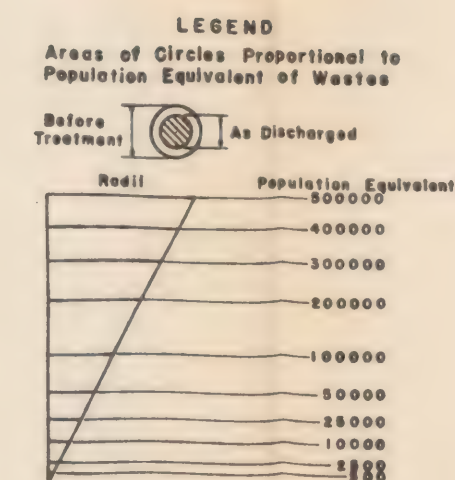 LEGEND
Areas of Circles Proportional to
Population Equivalent of Wastes
Before
Treatment
As Discharged
Radii
Population Equivalent
500000
400000
300000
200000
100000
50000
25000
10000
2500